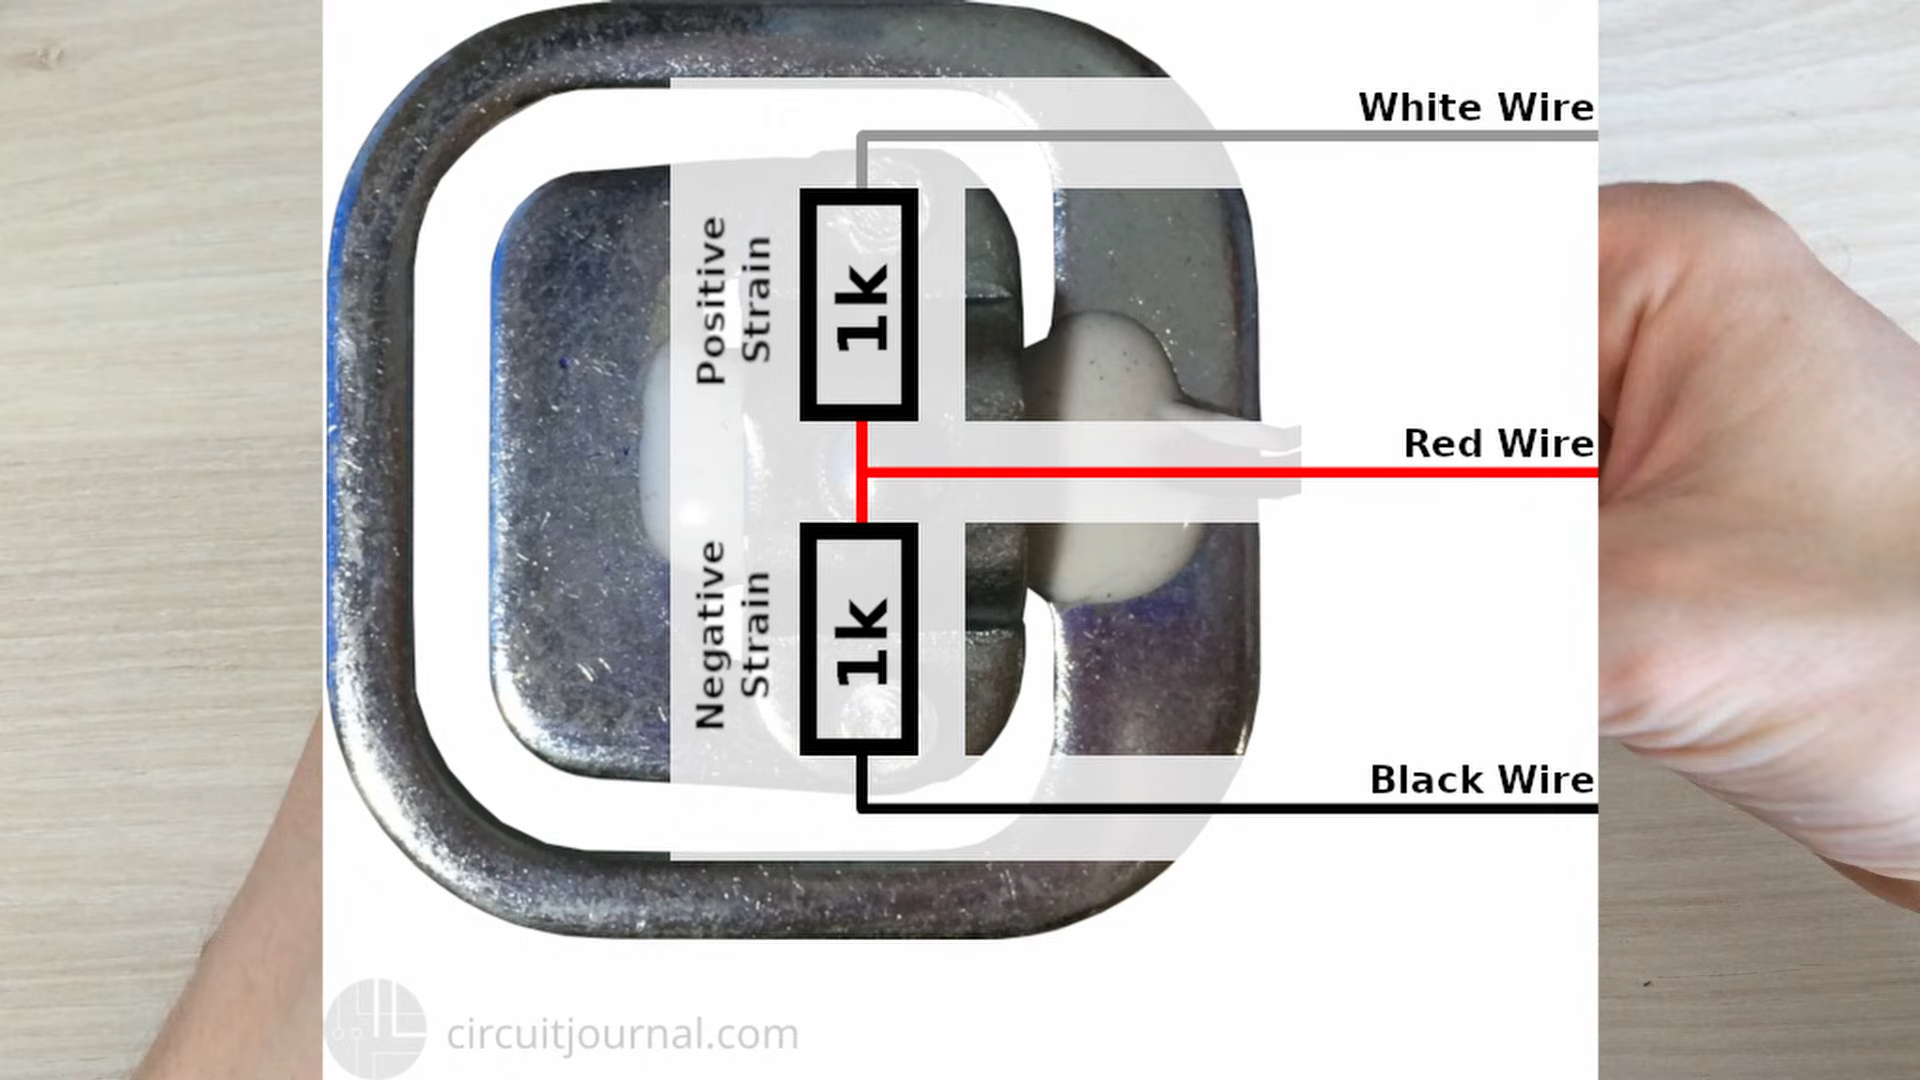 White Wire
Positive
Strain
1k
Red Wire
Negative
Strain
1k
Black Wire
circuitjournal.com